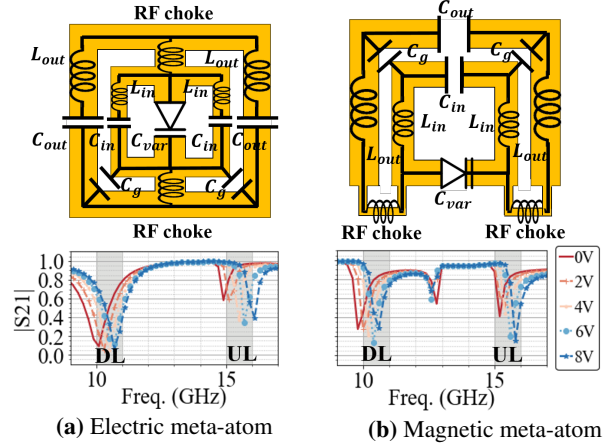 RF choke
L_out
L_out
L_in
L_in
C_out
C_in
C_var
C_in
C_out
C_g
C_g
RF choke
C_out
C_g
C_g
C_in
L_in
L_in
L_out
L_out
C_var
RF choke
RF choke
|S21|
1.0
0.8
0.6
0.4
0.2
0.0
DL
UL
10
15
Freq. (GHz)
DL
UL
10
15
Freq. (GHz)
0V
2V
4V
6V
8V
(a) Electric meta-atom
(b) Magnetic meta-atom